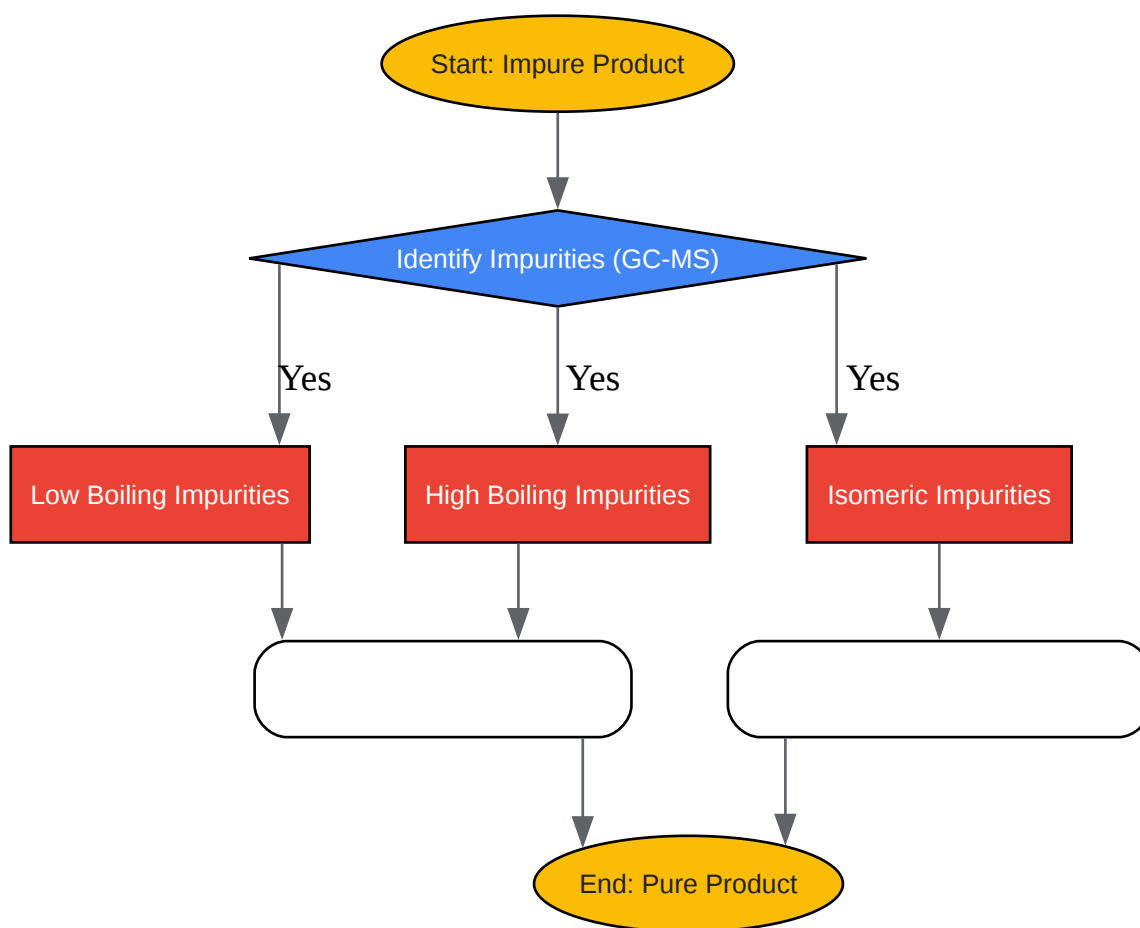 Start: Impure Product
Identify Impurities (GC-MS)
Yes Yes Yes
Low Boiling Impurities High Boiling Impurities Isomeric Impurities
End: Pure Product